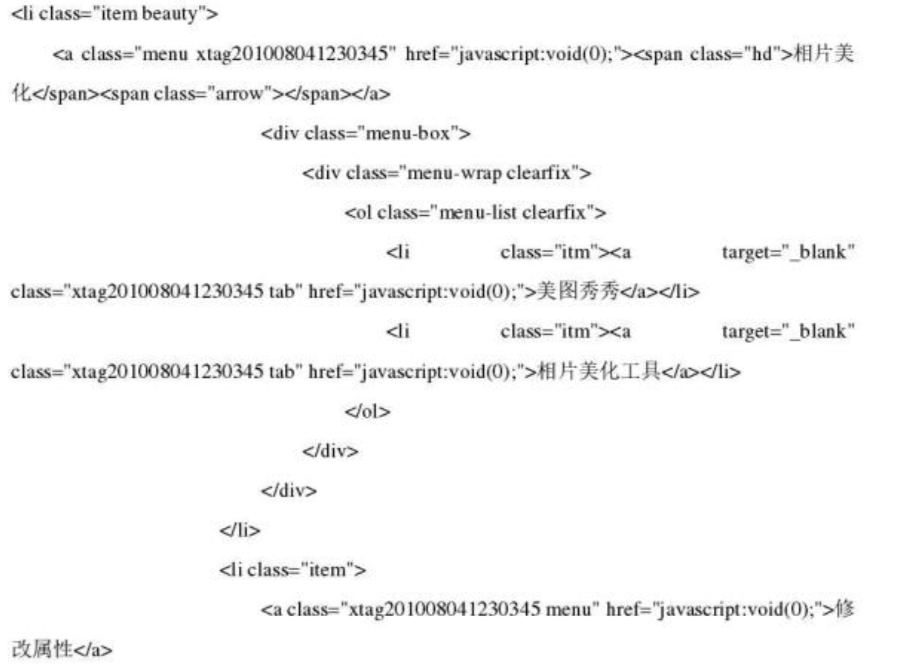 <li class="item beauty">
<a class="menu xtag201008041230345" href="javascript:void(0);"><span class="hd">相片美
化</span><span class="arrow"></span></a>
<div class="menu-box">
<div class="menu-wrap clearfix">
<ol class="menu-list clearfix">
<li class="itm"><a target="_blank"
class="xtag201008041230345 tab" href="javascript:void(0);">美图秀秀</a></li>
<li class="itm"><a target="_blank"
class="xtag201008041230345 tab" href="javascript:void(0);">相片美化工具</a></li>
</ol>
</div>
</div>
</li>
<li class="item">
<a class="xtag201008041230345 menu" href="javascript:void(0);">修
改属性</a>